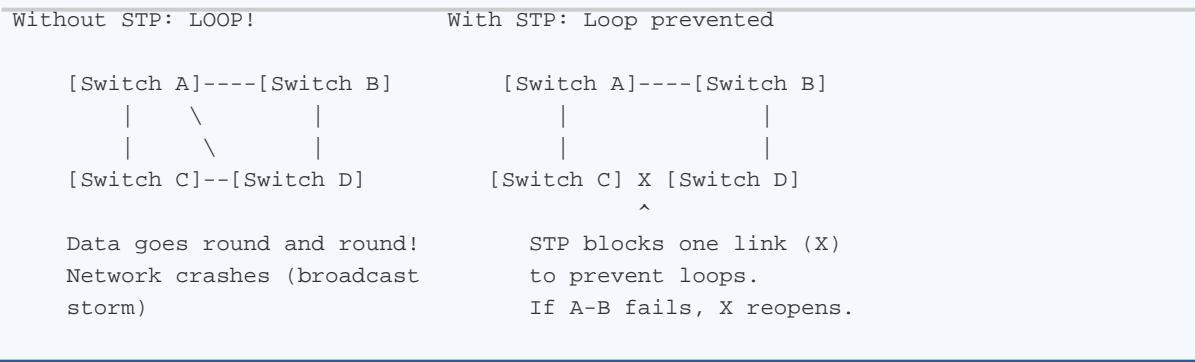 Without STP: LOOP!                With STP: Loop prevented
    [Switch A]----[Switch B]        [Switch A]----[Switch B]
        |    \        |                 |               |
        |     \       |                 |               |
    [Switch C]--[Switch D]         [Switch C] X [Switch D]
                                              ^
    Data goes round and round!        STP blocks one link (X)
    Network crashes (broadcast        to prevent loops.
    storm)                            If A-B fails, X reopens.